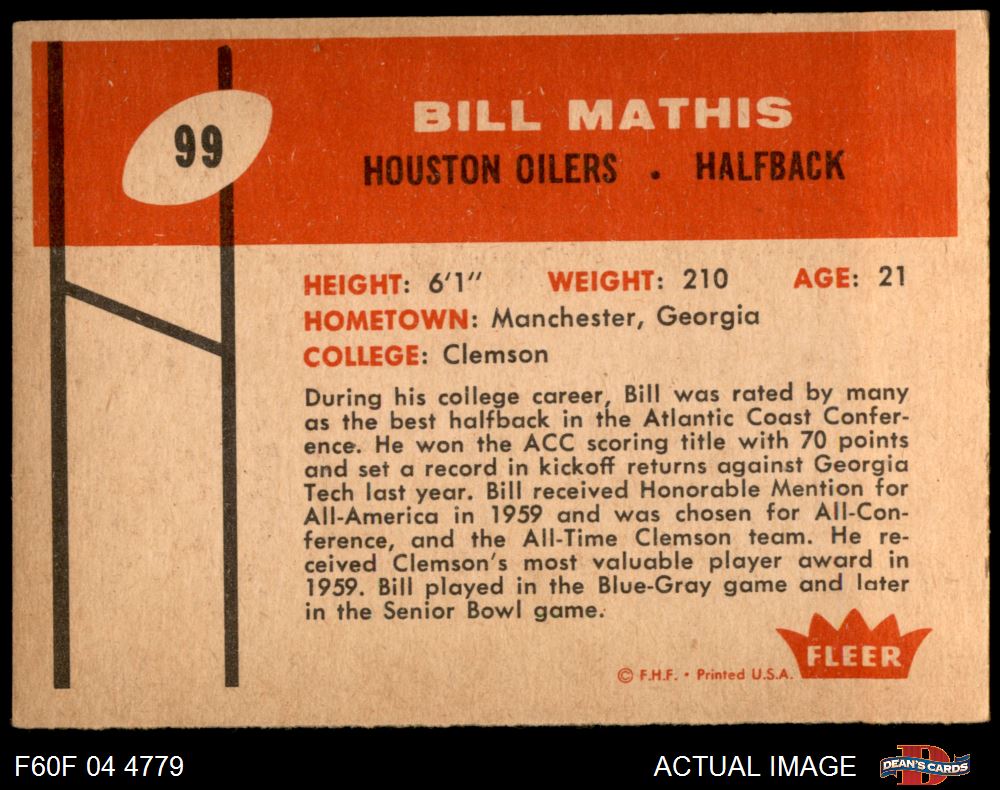 99
BILL MATHIS
HOUSTON OILERS . HALFBACK
HEIGHT: 6'1" WEIGHT: 210 AGE: 21
HOMETOWN: Manchester, Georgia
COLLEGE: Clemson
During his college career, Bill was rated by many
as the best halfback in the Atlantic Coast Confer-
ence. He won the ACC scoring title with 70 points
and set a record in kickoff returns against Georgia
Tech last year. Bill received Honorable Mention for
All-America in 1959 and was chosen for All-Con-
ference, and the All-Time Clemson team. He re-
ceived Clemson's most valuable player award in
1959. Bill played in the Blue-Gray game and later
in the Senior Bowl game.
FLEER
© F.H.F. • Printed U.S.A.
F60F 04 4779
ACTUAL IMAGE
DEAN'S CARDS